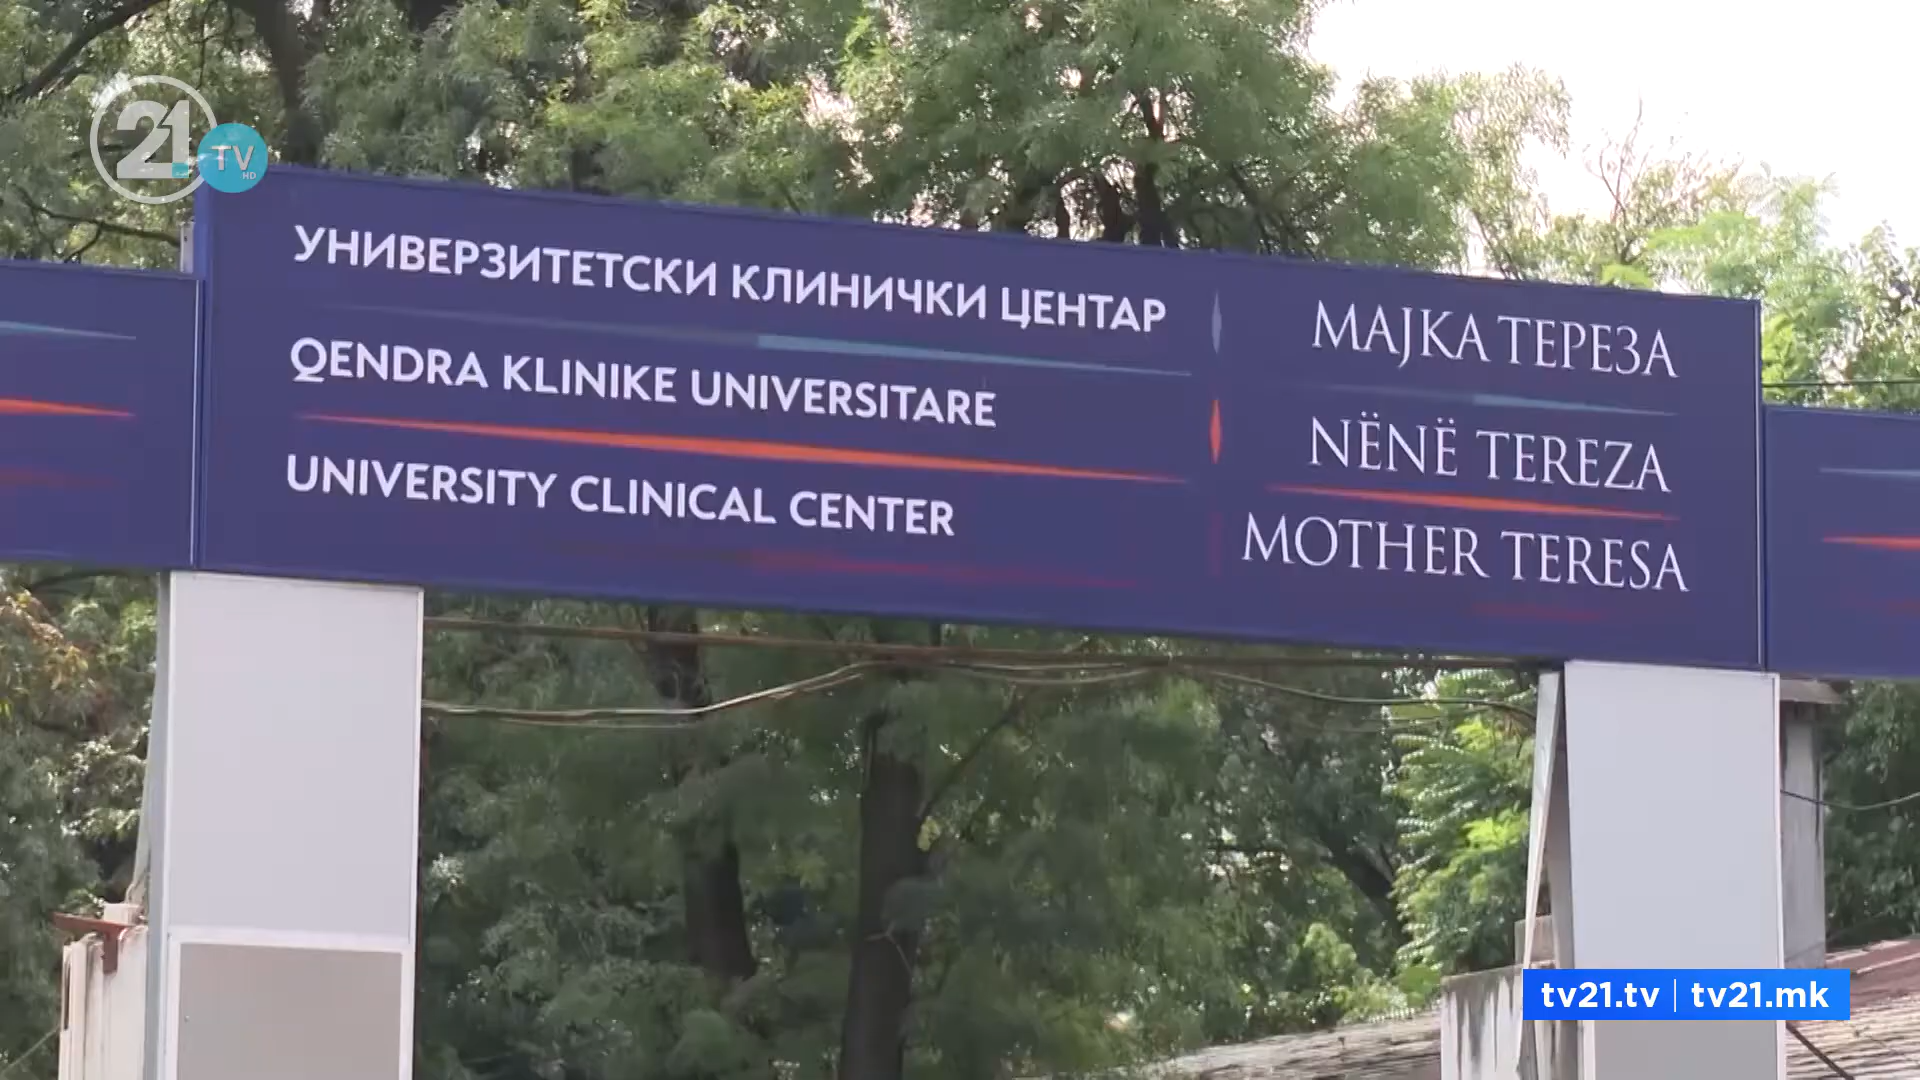 21 TV HD
УНИВЕРЗИТЕТСКИ КЛИНИЧКИ ЦЕНТАР
QENDRA KLINIKE UNIVERSITARE
UNIVERSITY CLINICAL CENTER
МАЈКА ТЕРЕЗА
NËNË TEREZA
MOTHER TERESA
tv21.tv | tv21.mk